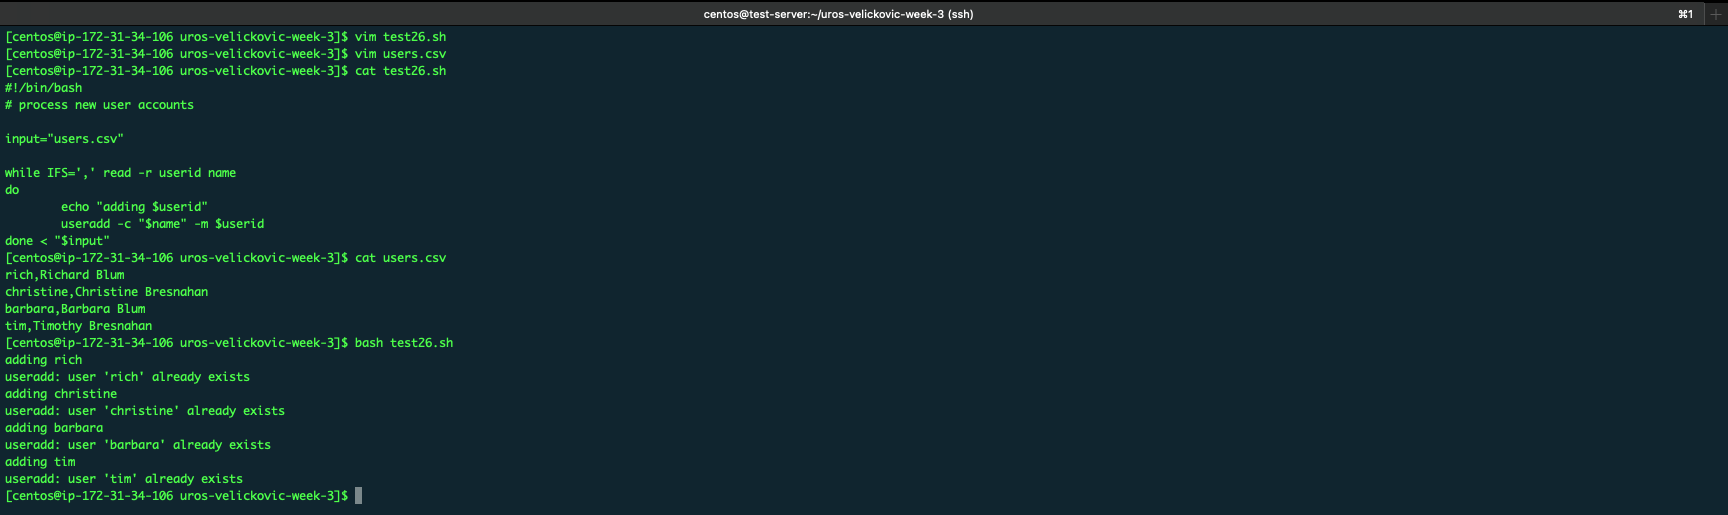 centos@test-server:~/uros-velickovic-week-3 (ssh)
⌘1
[centos@ip-172-31-34-106 uros-velickovic-week-3]$ vim test26.sh
[centos@ip-172-31-34-106 uros-velickovic-week-3]$ vim users.csv
[centos@ip-172-31-34-106 uros-velickovic-week-3]$ cat test26.sh
#!/bin/bash
# process new user accounts

input="users.csv"

while IFS=',' read -r userid name
do
        echo "adding $userid"
        useradd -c "$name" -m $userid
done < "$input"
[centos@ip-172-31-34-106 uros-velickovic-week-3]$ cat users.csv
rich,Richard Blum
christine,Christine Bresnahan
barbara,Barbara Blum
tim,Timothy Bresnahan
[centos@ip-172-31-34-106 uros-velickovic-week-3]$ bash test26.sh
adding rich
useradd: user 'rich' already exists
adding christine
useradd: user 'christine' already exists
adding barbara
useradd: user 'barbara' already exists
adding tim
useradd: user 'tim' already exists
[centos@ip-172-31-34-106 uros-velickovic-week-3]$